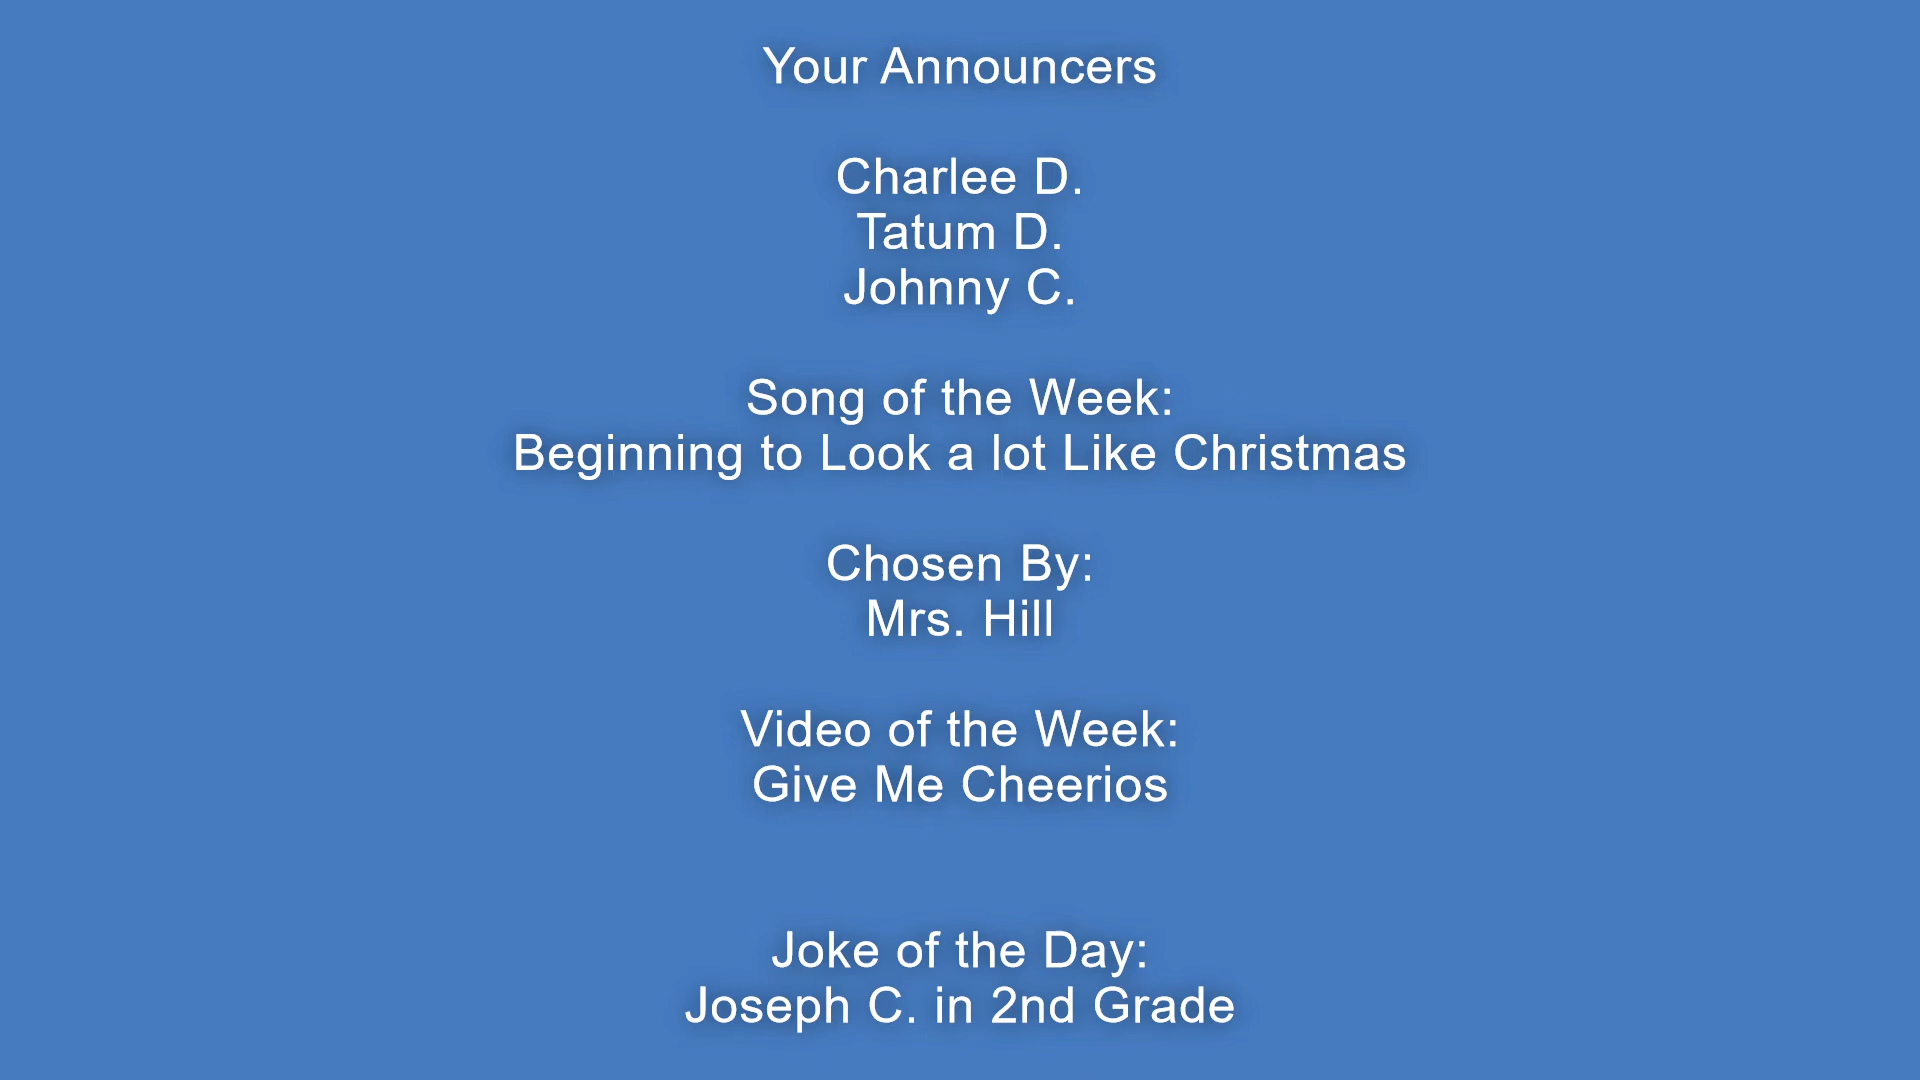 Your Announcers
Charlee D.
Tatum D.
Johnny C.
Song of the Week:
Beginning to Look a lot Like Christmas
Chosen By:
Mrs. Hill
Video of the Week:
Give Me Cheerios
Joke of the Day:
Joseph C. in 2nd Grade